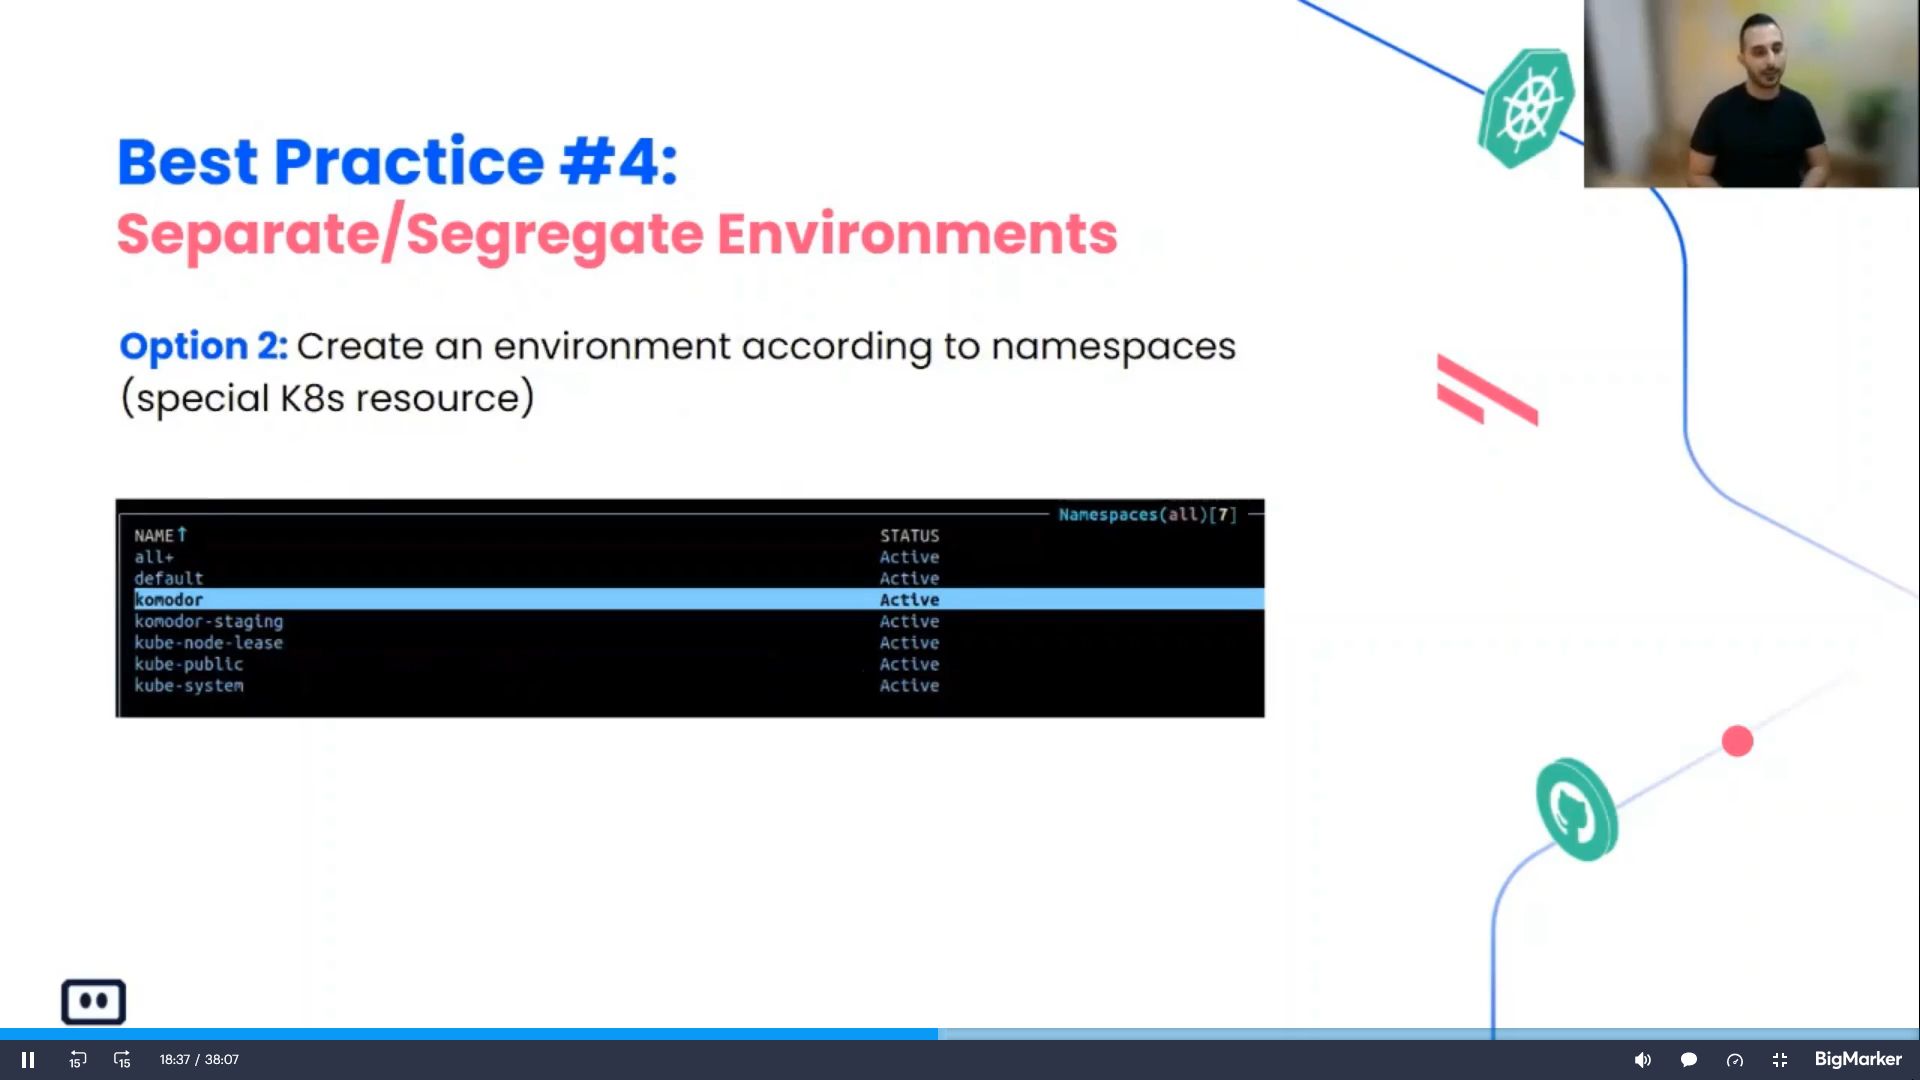 Best Practice #4:
Separate/Segregate Environments
Option 2: Create an environment according to namespaces
(special K8s resource)
Namespaces(all)[7]
NAME↑ STATUS
all+ Active
default Active
komodor Active
komodor-staging Active
kube-node-lease Active
kube-public Active
kube-system Active
15 15 18:37 / 38:07 BigMarker